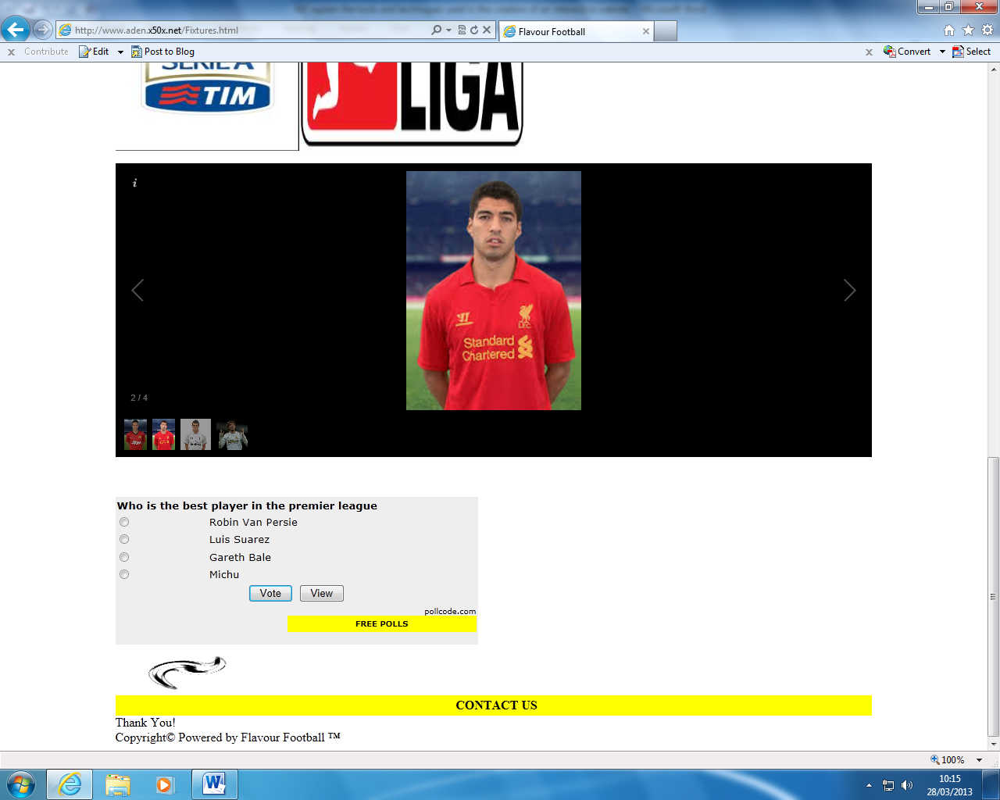 http://www.aden.x50x.net/Fixtures.html
Flavour Football
x Contribute Edit Post to Blog
x Convert Select
SERIE A
TIM
LIGA
i
LFC
Standard
Chartered
2 / 4
Who is the best player in the premier league
Robin Van Persie
Luis Suarez
Gareth Bale
Michu
Vote View
pollcode.com
FREE POLLS
CONTACT US
Thank You!
Copyright© Powered by Flavour Football ™
100%
10:15
28/03/2013